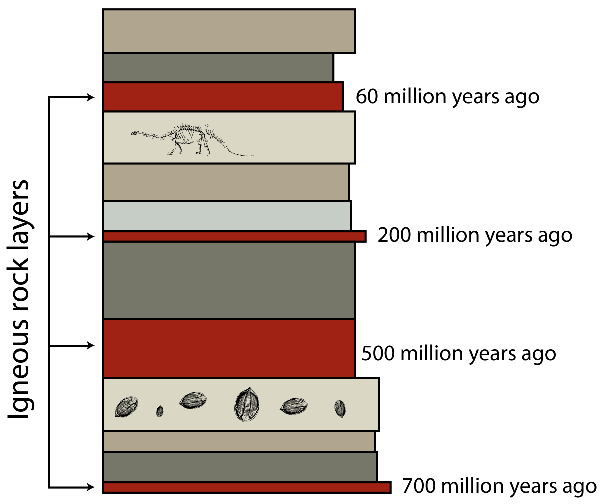 Igneous rock layers
60 million years ago
200 million years ago
500 million years ago
700 million years ago